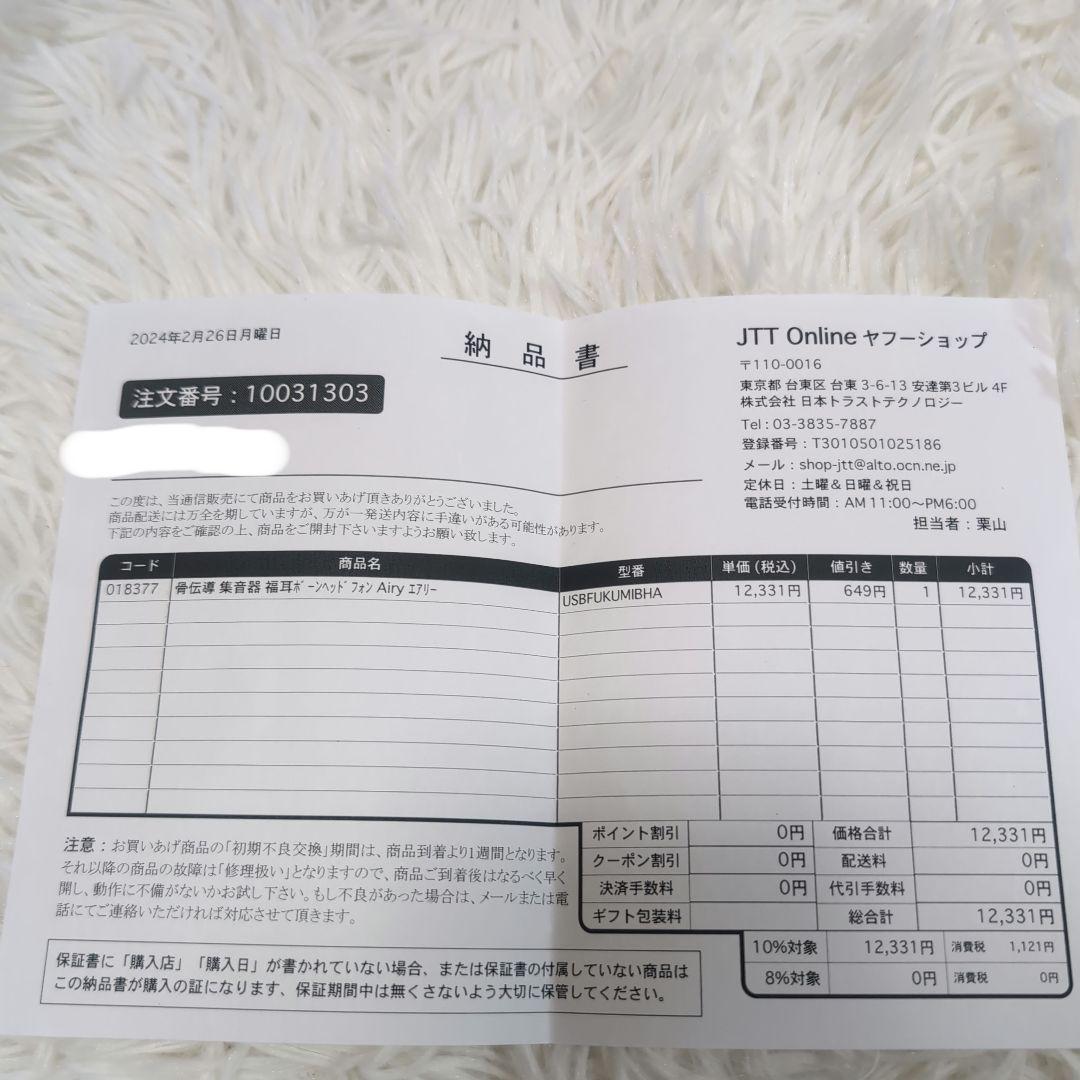 2024年2月26日月曜日
納品書
JTT Online ヤフーショップ
〒110-0016
東京都 台東区 台東 3-6-13 安達第3ビル 4F
株式会社 日本トラストテクノロジー
Tel : 03-3835-7887
登録番号：T3010501025186
メール：shop-jtt@alto.ocn.ne.jp
定休日：土曜＆日曜＆祝日
電話受付時間：AM 11:00～PM6:00
担当者：栗山
注文番号：10031303
この度は、当通信販売にて商品をお買いあげ頂きありがとうございました。
商品配送には万全を期していますが、万が一発送内容に手違いがある可能性があります。
下記の内容をご確認の上、商品をご開封下さいますようお願い致します。
コード 商品名 型番 単価 (税込) 値引き 数量 小計
018377 骨伝導 集音器 福耳ﾎﾞｰﾝﾍｯﾄﾞﾌｫﾝ Airy ｴｱﾘｰ USBFUKUMIBHA 12,331円 649円 1 12,331円
ポイント割引 0円 価格合計 12,331円
クーポン割引 0円 配送料 0円
決済手数料 0円 代引手数料 0円
ギフト包装料 総合計 12,331円
10%対象 12,331円 消費税 1,121円
8%対象 0円 消費税 0円
注意：お買いあげ商品の「初期不良交換」期間は、商品到着より1週間となります。
それ以降の商品の故障は「修理扱い」となりますので、商品ご到着後はなるべく早く
開し、動作に不備がないかお試し下さい。もし不良があった場合は、メールまたは電
話にてご連絡いただければ対応させて頂きます。
保証書に「購入店」「購入日」が書かれていない場合、または保証書の付属していない商品は
この納品書が購入の証になります、保証期間中は無くさないよう大切に保管してください。